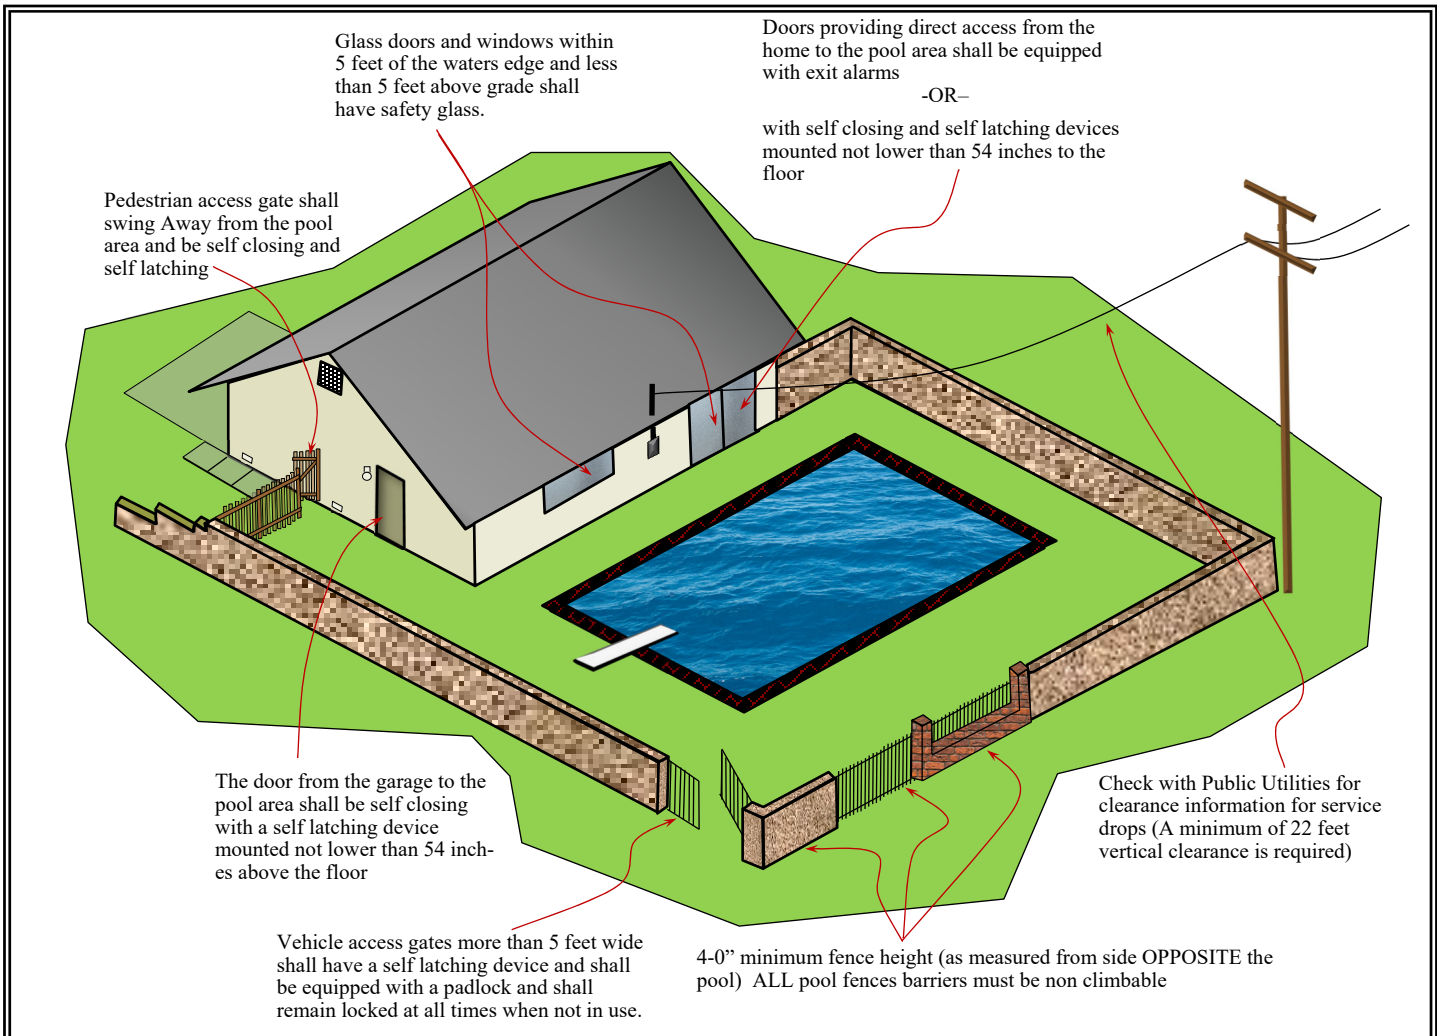 Glass doors and windows within
5 feet of the waters edge and less
than 5 feet above grade shall
have safety glass.
Doors providing direct access from the
home to the pool area shall be equipped
with exit alarms
-OR–
with self closing and self latching devices
mounted not lower than 54 inches to the
floor
Pedestrian access gate shall
swing Away from the pool
area and be self closing and
self latching
The door from the garage to the
pool area shall be self closing
with a self latching device
mounted not lower than 54 inch-
es above the floor
Check with Public Utilities for
clearance information for service
drops (A minimum of 22 feet
vertical clearance is required)
Vehicle access gates more than 5 feet wide
shall have a self latching device and shall
be equipped with a padlock and shall
remain locked at all times when not in use.
4-0” minimum fence height (as measured from side OPPOSITE the
pool)  ALL pool fences barriers must be non climbable